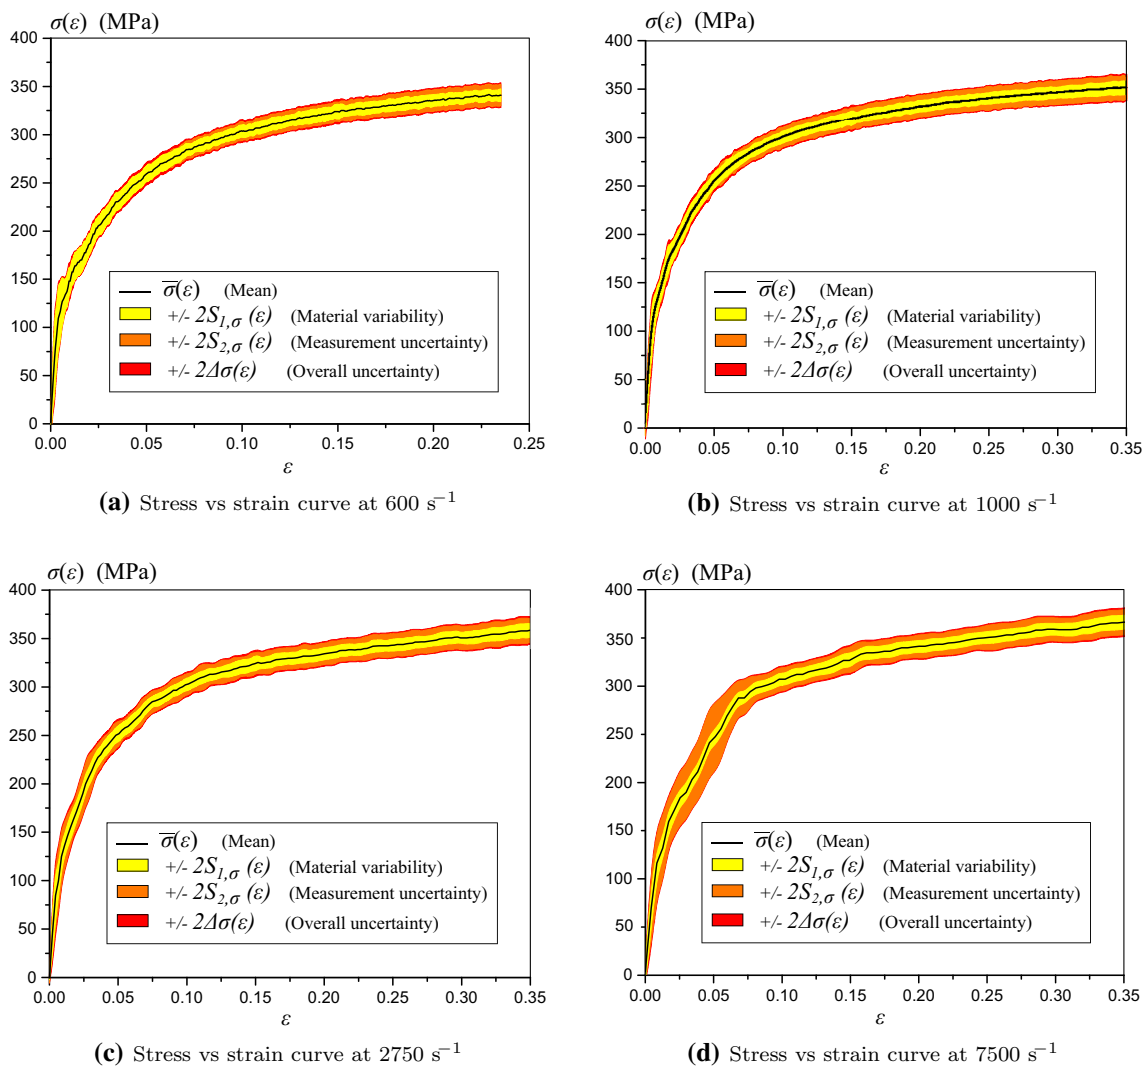 σ(ε) (MPa)
400
350
300
250
200
150
100
50
0
σ̅(ε) (Mean)
+/- 2S1,σ (ε) (Material variability)
+/- 2S2,σ (ε) (Measurement uncertainty)
+/- 2Δσ(ε) (Overall uncertainty)
0.00 0.05 0.10 0.15 0.20 0.25
ε
(a) Stress vs strain curve at 600 s⁻¹
σ(ε) (MPa)
400
350
300
250
200
150
100
50
0
σ̅(ε) (Mean)
+/- 2S1,σ (ε) (Material variability)
+/- 2S2,σ (ε) (Measurement uncertainty)
+/- 2Δσ(ε) (Overall uncertainty)
0.00 0.05 0.10 0.15 0.20 0.25 0.30 0.35
ε
(b) Stress vs strain curve at 1000 s⁻¹
σ(ε) (MPa)
400
350
300
250
200
150
100
50
0
σ̅(ε) (Mean)
+/- 2S1,σ (ε) (Material variability)
+/- 2S2,σ (ε) (Measurement uncertainty)
+/- 2Δσ(ε) (Overall uncertainty)
0.00 0.05 0.10 0.15 0.20 0.25 0.30 0.35
ε
(c) Stress vs strain curve at 2750 s⁻¹
σ(ε) (MPa)
400
350
300
250
200
150
100
50
0
σ̅(ε) (Mean)
+/- 2S1,σ (ε) (Material variability)
+/- 2S2,σ (ε) (Measurement uncertainty)
+/- 2Δσ(ε) (Overall uncertainty)
0.00 0.05 0.10 0.15 0.20 0.25 0.30 0.35
ε
(d) Stress vs strain curve at 7500 s⁻¹